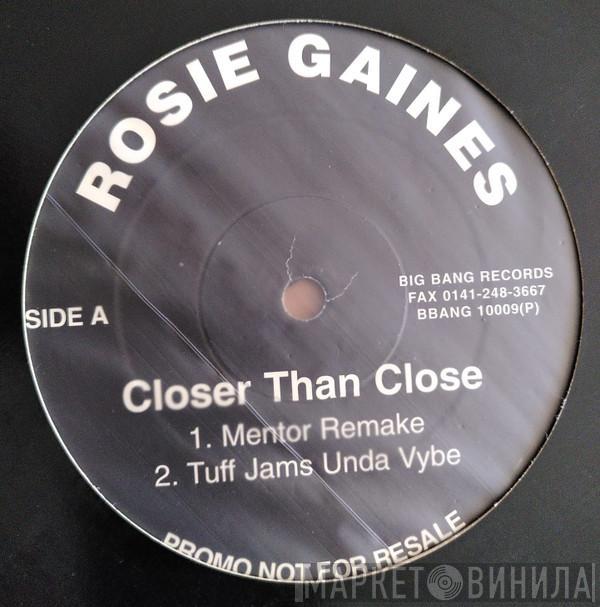 ROSIE GAINES
BIG BANG RECORDS
FAX 0141-248-3667
BBANG 10009(P)
SIDE A
Closer Than Close
1. Mentor Remake
2. Tuff Jams Unda Vybe
PROMO NOT FOR RESALE
МАРКЕТ ВИНИЛА